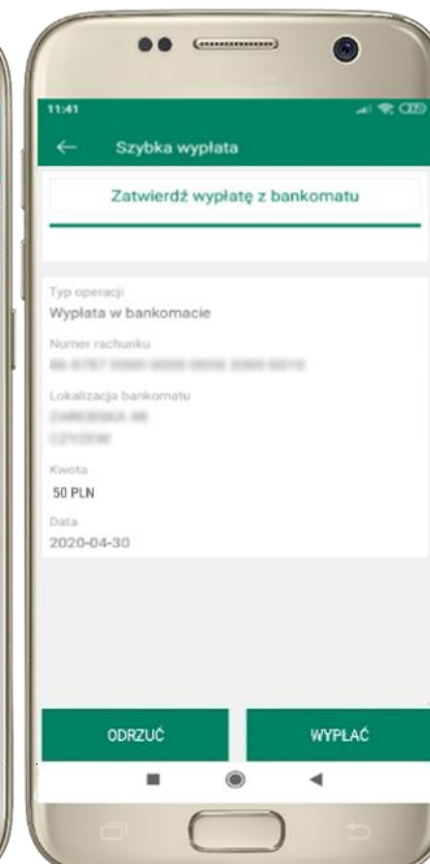 11:41
Szybka wypłata
Zatwierdź wypłatę z bankomatu
Typ operacji
Wypłata w bankomacie
Numer rachunku
Lokalizacja bankomatu
Kwota
50 PLN
Data
2020-04-30
ODRZUĆ
WYPŁAĆ